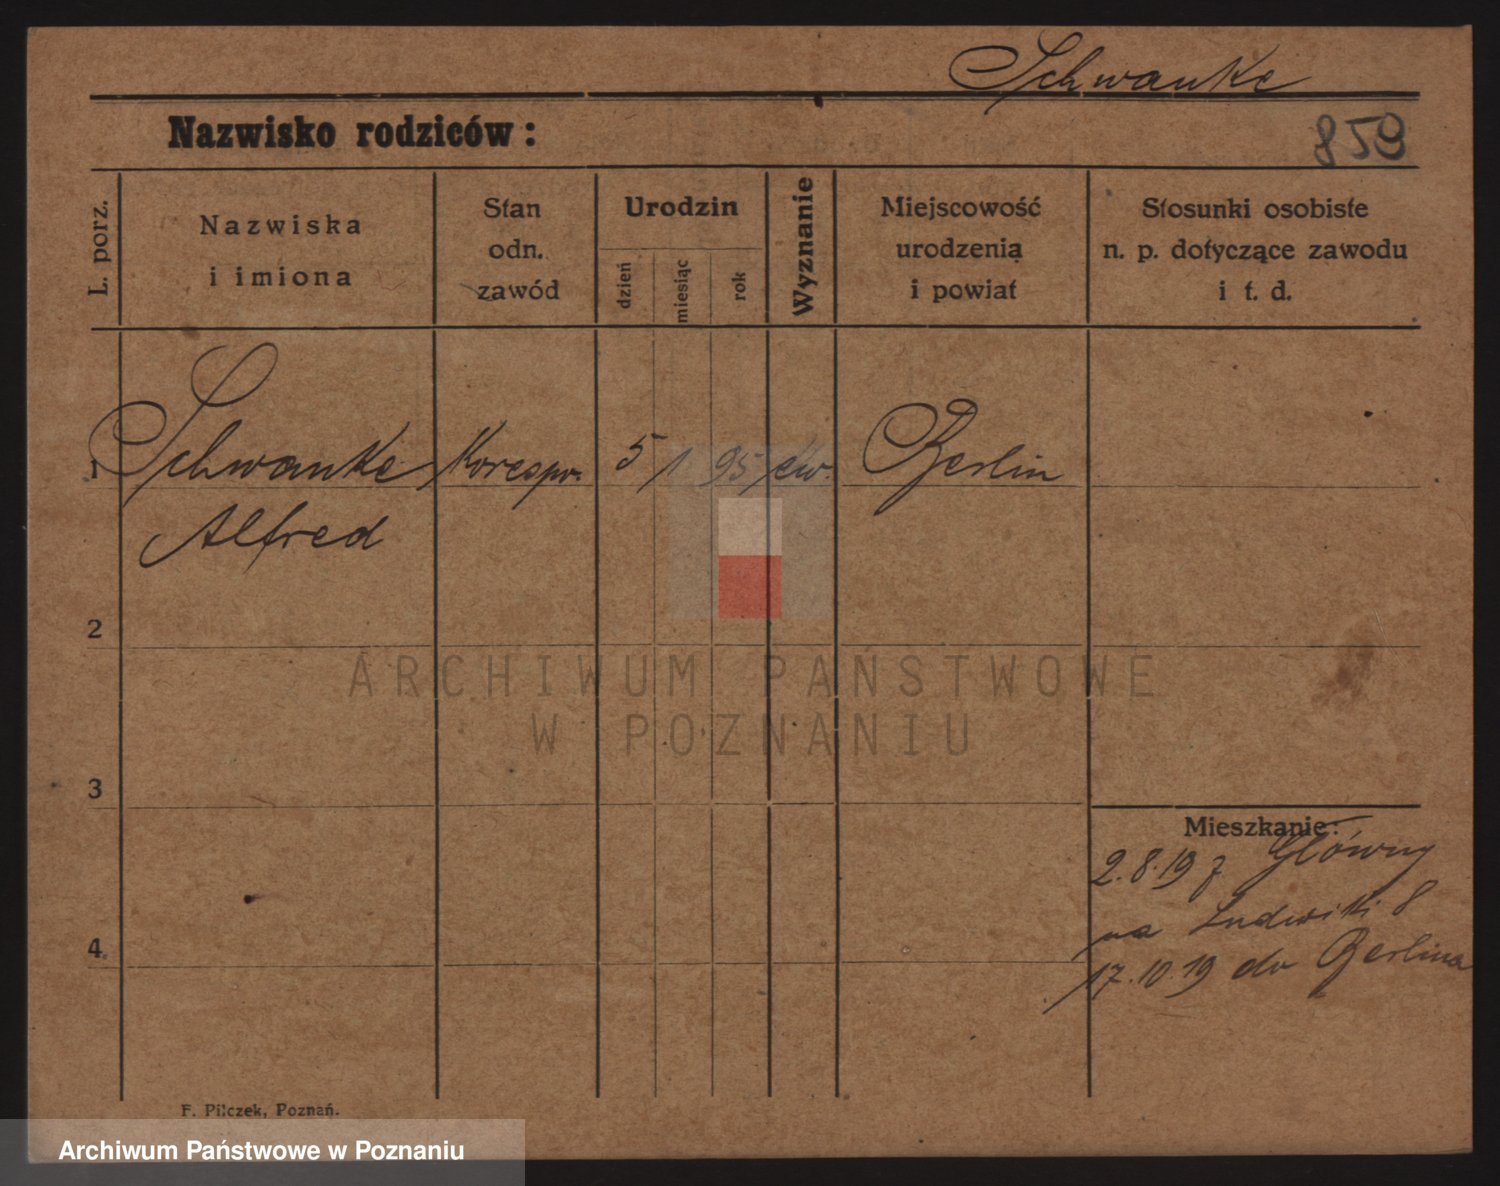 Schwanke
Nazwisko rodziców:
859
L. porz.
Nazwiska
i imiona
Stan
odn.
zawód
Urodzin
dzień
miesiąc
rok
Wyznanie
Miejscowość
urodzenia
i powiat
Stosunki osobiste
n. p. dotyczące zawodu
i t. d.
1 Schwanke Korespo. 5 1 95 ew. Berlin
Alfred
2
3
4
Mieszkanie:
2.8.19 z Główny
na Ludwiki 8
17.10.19 do Berlina
F. Pilczek, Poznań.
ARCHIWUM PAŃSTWOWE
W POZNANIU
Archiwum Państwowe w Poznaniu